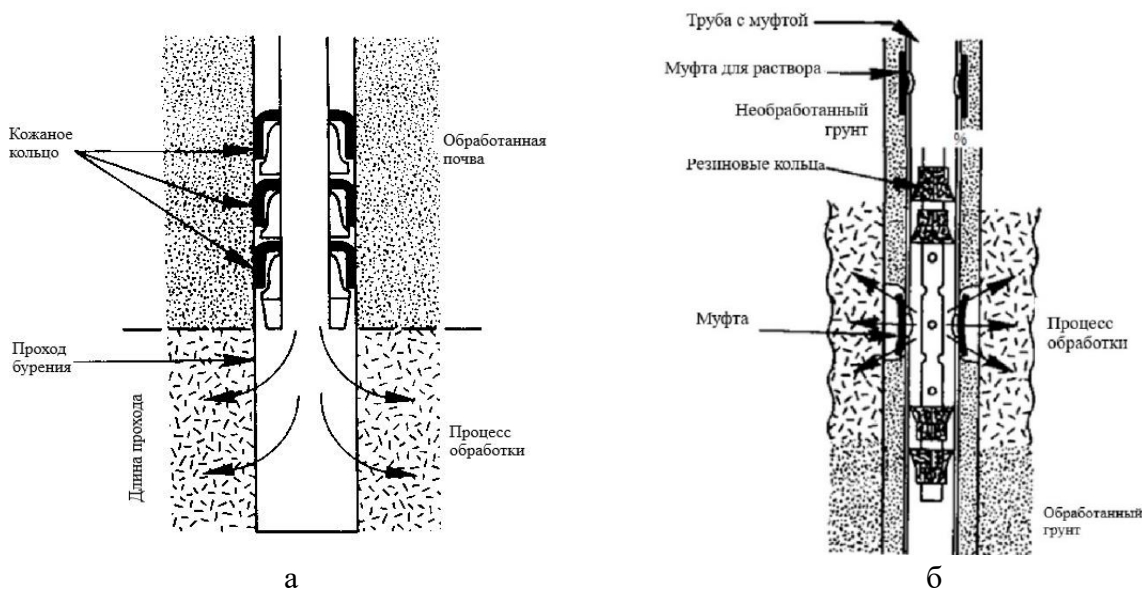 Кожаное
кольцо
Обработанная
почва
Проход
бурения
Длина прохода
Процесс
обработки
а
Труба с муфтой
Муфта для раствора
Необработанный
грунт
%
Резиновые кольца
Муфта
Процесс
обработки
Обработанный
грунт
б